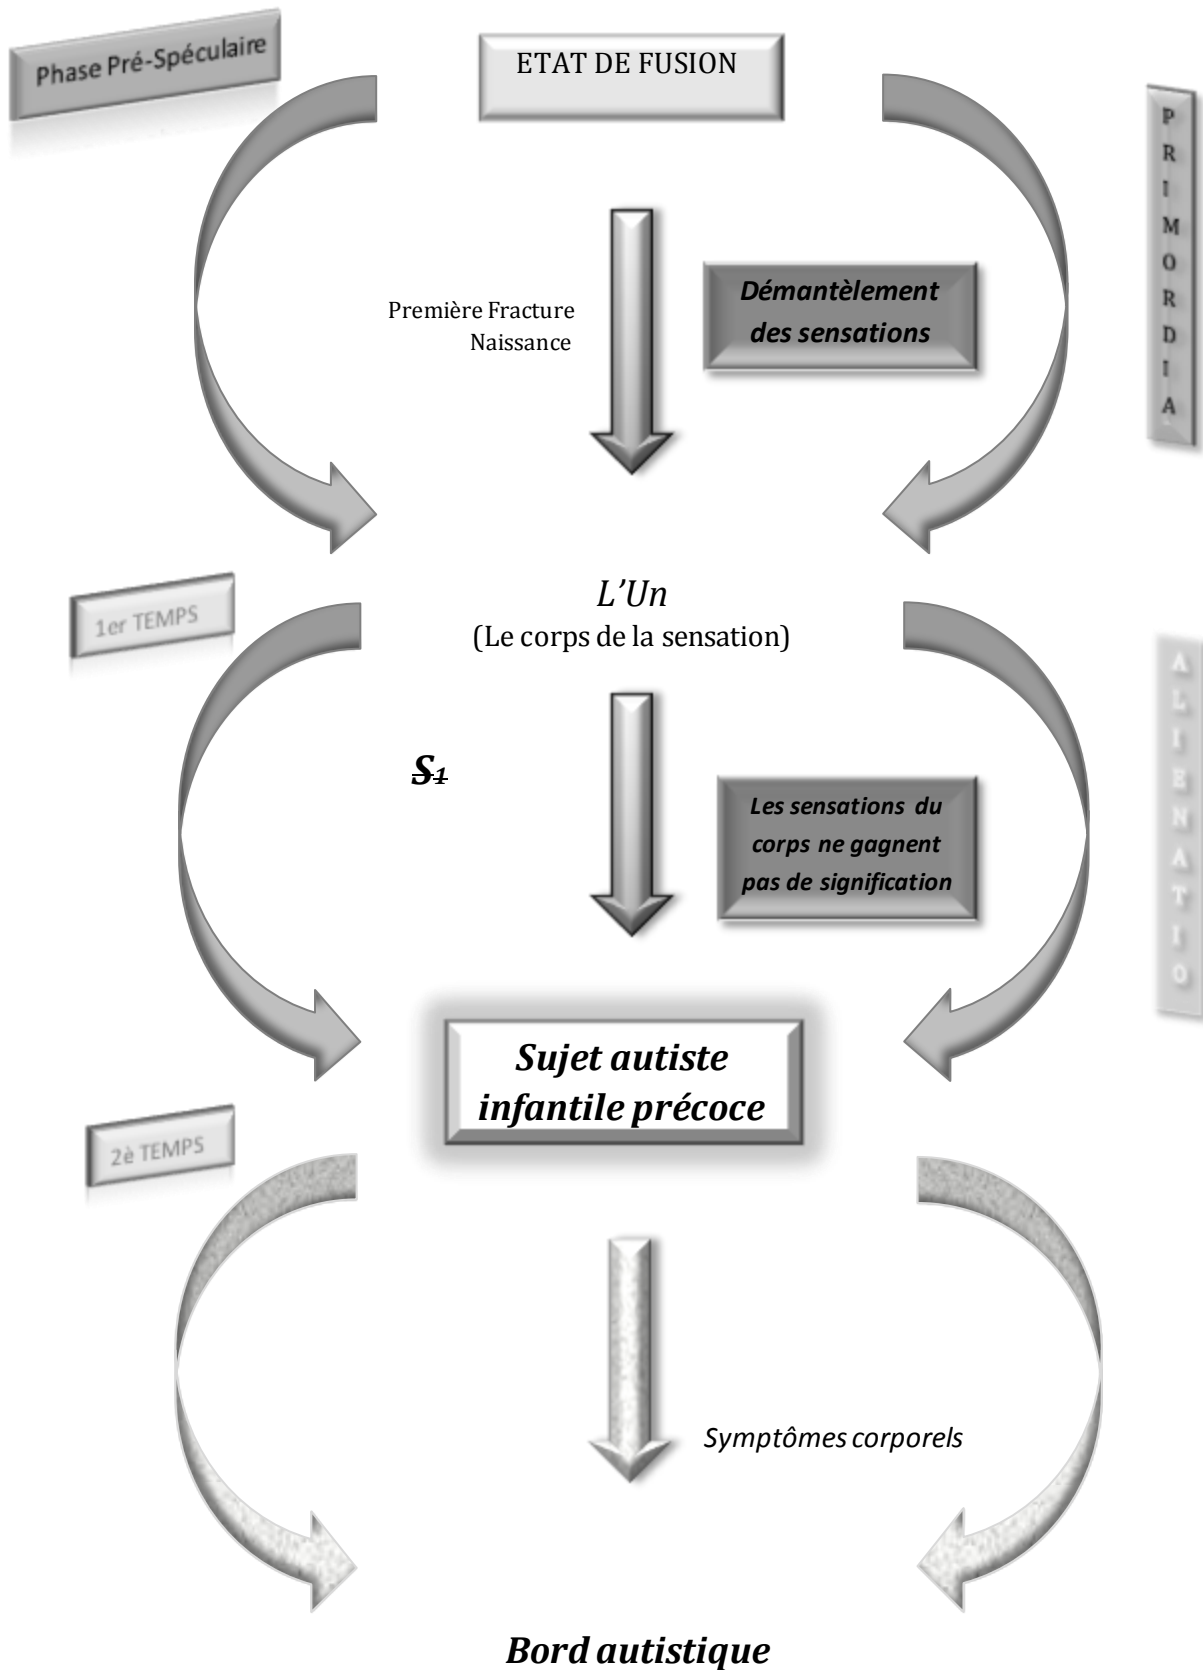 Phase Pré-Spéculaire
ETAT DE FUSION
PRIMORDIA
Première Fracture
Naissance
Démantèlement
des sensations
L’Un
(Le corps de la sensation)
1er TEMPS
S1
Les sensations du
corps ne gagnent
pas de signification
ALIENATIO
Sujet autiste
infantile précoce
2è TEMPS
Symptômes corporels
Bord autistique